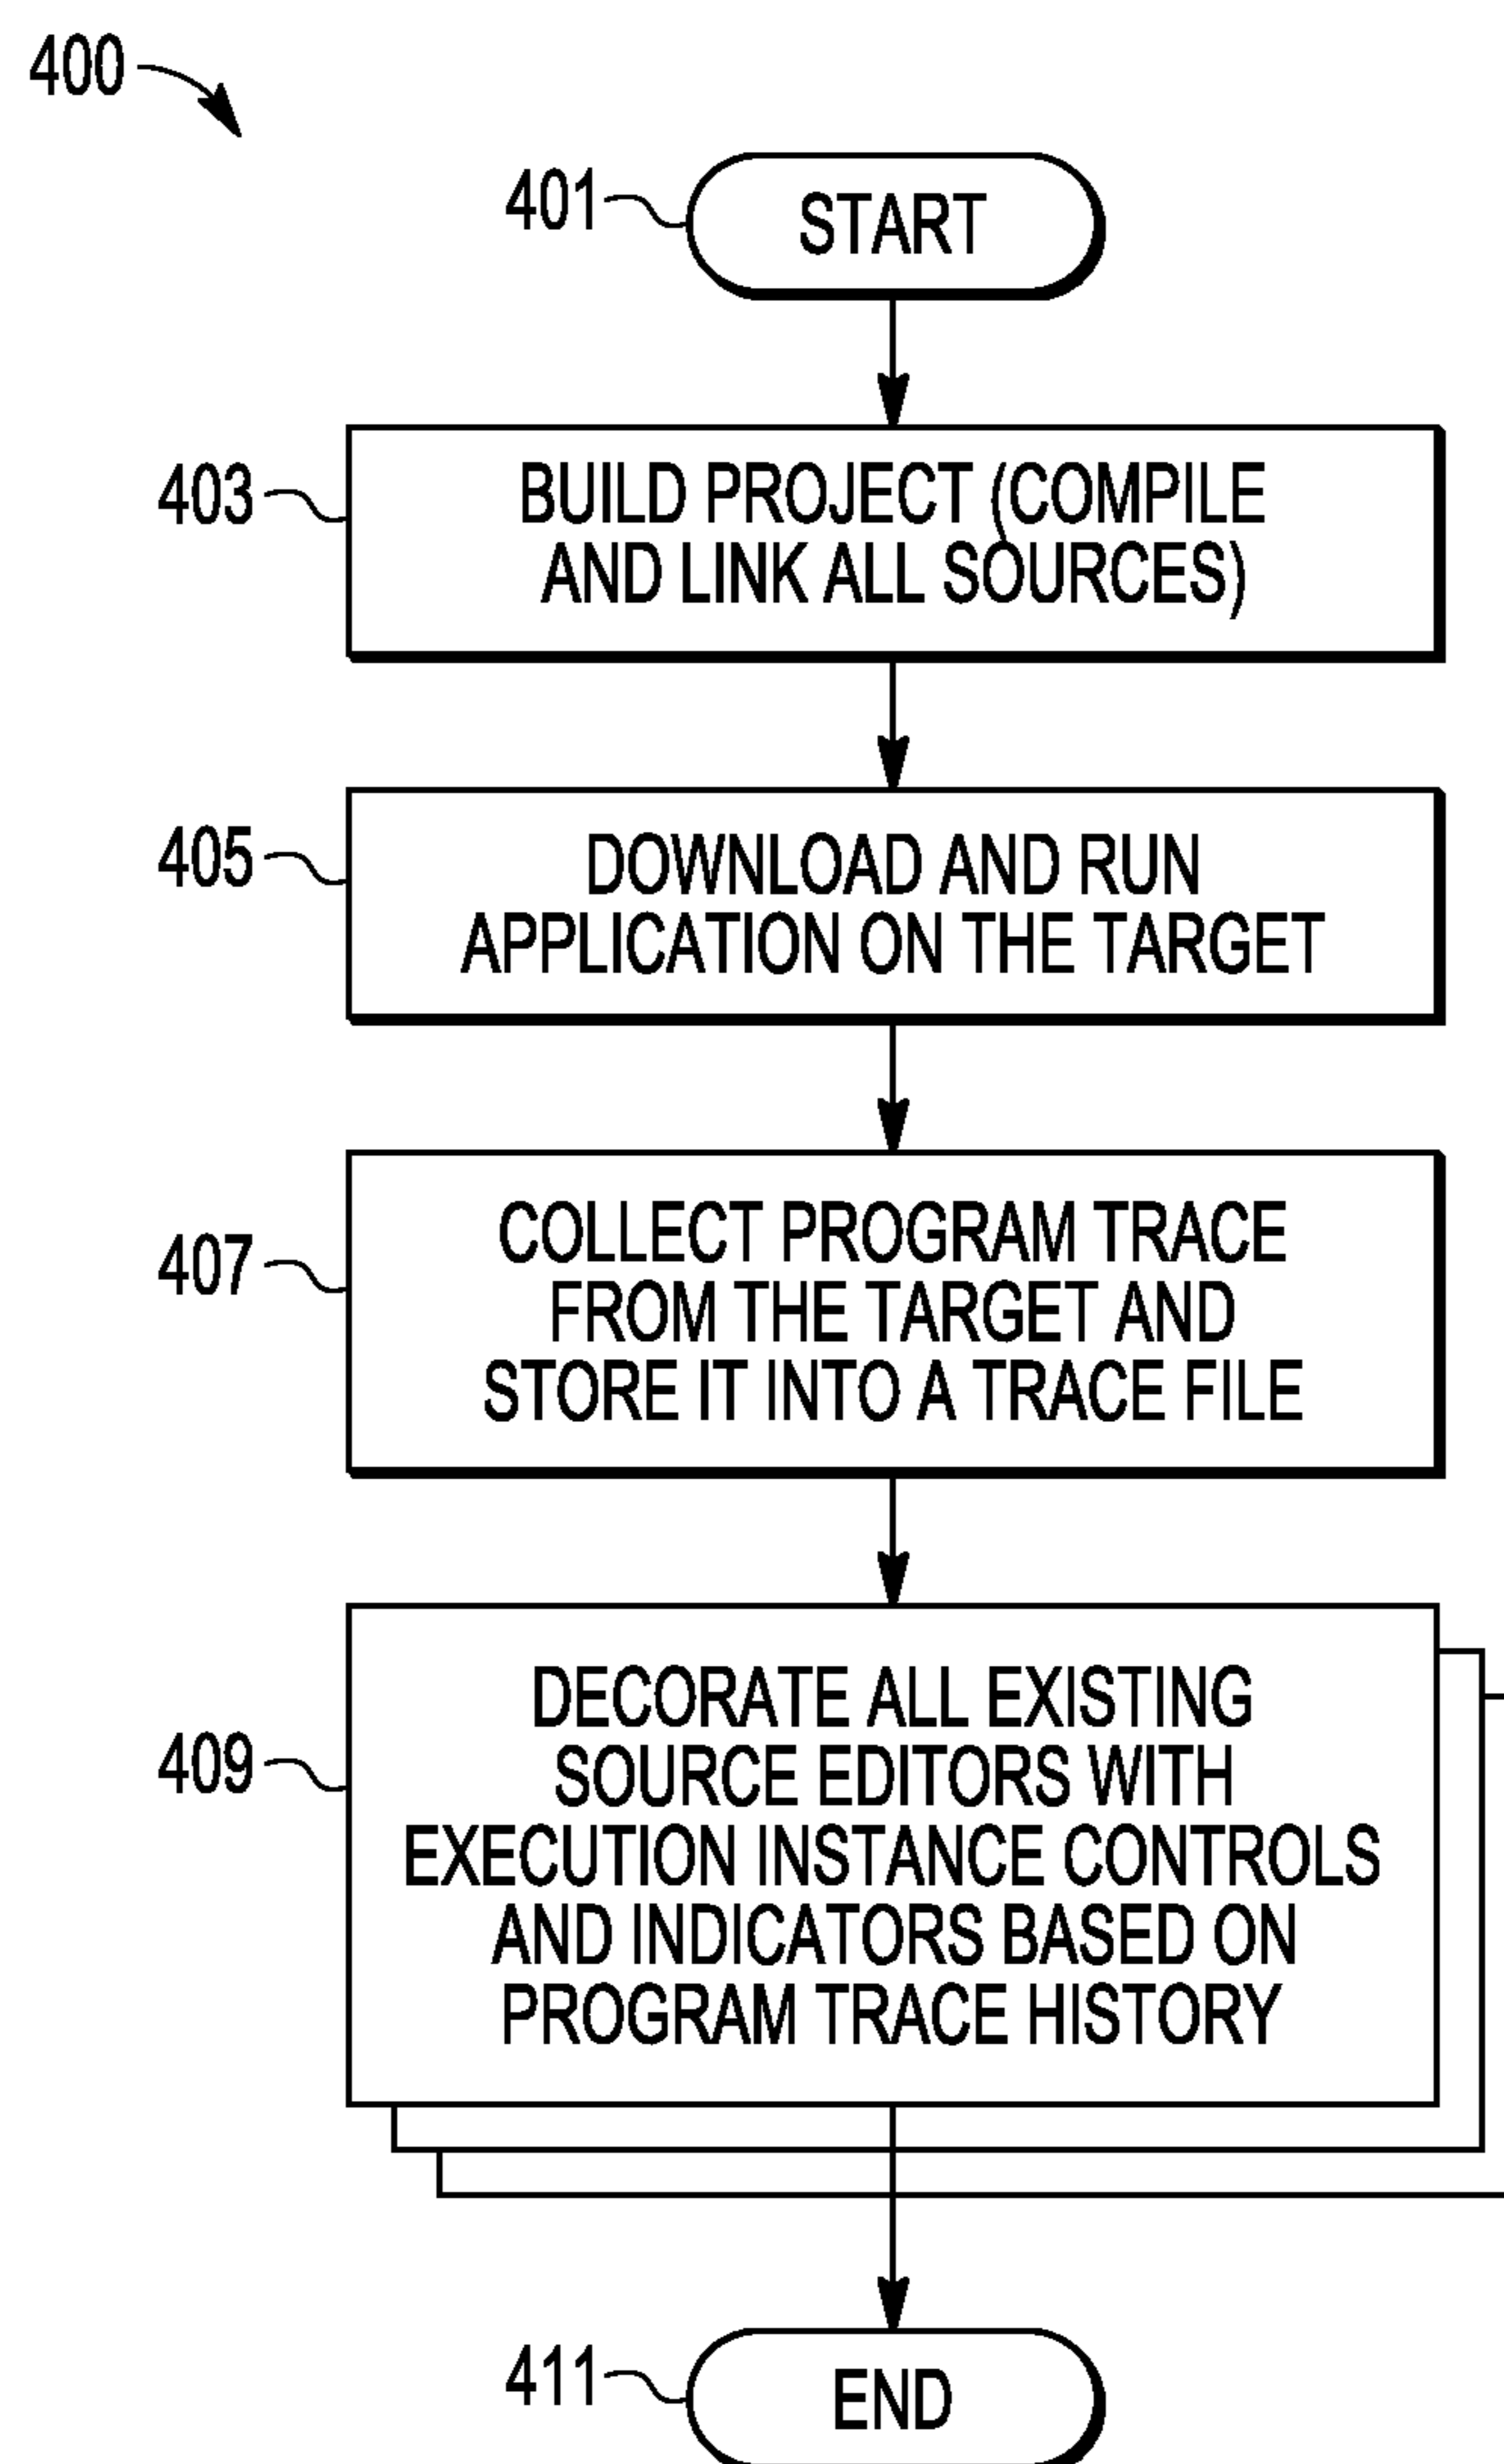 400
401
START
403
BUILD PROJECT (COMPILE
AND LINK ALL SOURCES)
405
DOWNLOAD AND RUN
APPLICATION ON THE TARGET
407
COLLECT PROGRAM TRACE
FROM THE TARGET AND
STORE IT INTO A TRACE FILE
409
DECORATE ALL EXISTING
SOURCE EDITORS WITH
EXECUTION INSTANCE CONTROLS
AND INDICATORS BASED ON
PROGRAM TRACE HISTORY
411
END